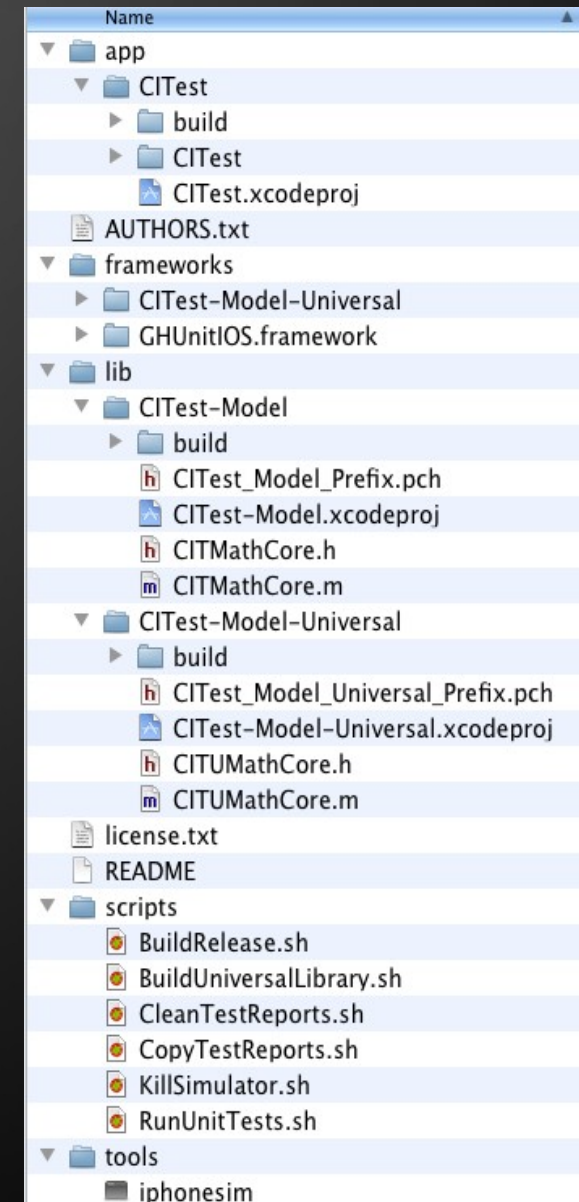 Name
app
CITest
build
CITest
CITest.xcodeproj
AUTHORS.txt
frameworks
CITest-Model-Universal
GHUnitIOS.framework
lib
CITest-Model
build
CITest_Model_Prefix.pch
CITest-Model.xcodeproj
CITMathCore.h
CITMathCore.m
CITest-Model-Universal
build
CITest_Model_Universal_Prefix.pch
CITest-Model-Universal.xcodeproj
CITUMathCore.h
CITUMathCore.m
license.txt
README
scripts
BuildRelease.sh
BuildUniversalLibrary.sh
CleanTestReports.sh
CopyTestReports.sh
KillSimulator.sh
RunUnitTests.sh
tools
iphonesim